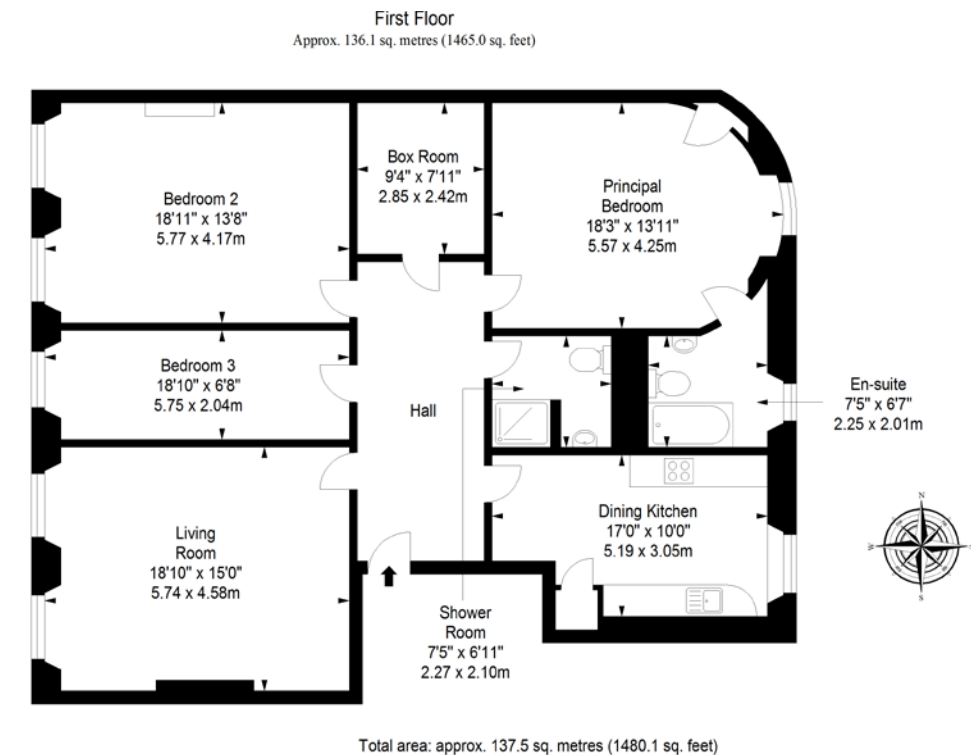 First Floor
Approx. 136.1 sq. metres (1465.0 sq. feet)
Bedroom 2
18'11" x 13'8"
5.77 x 4.17m
Box Room
9'4" x 7'11"
2.85 x 2.42m
Principal
Bedroom
18'3" x 13'11"
5.57 x 4.25m
Bedroom 3
18'10" x 6'8"
5.75 x 2.04m
Hall
En-suite
7'5" x 6'7"
2.25 x 2.01m
Living
Room
18'10" x 15'0"
5.74 x 4.58m
Dining Kitchen
17'0" x 10'0"
5.19 x 3.05m
Shower
Room
7'5" x 6'11"
2.27 x 2.10m
N
W
S
Total area: approx. 137.5 sq. metres (1480.1 sq. feet)